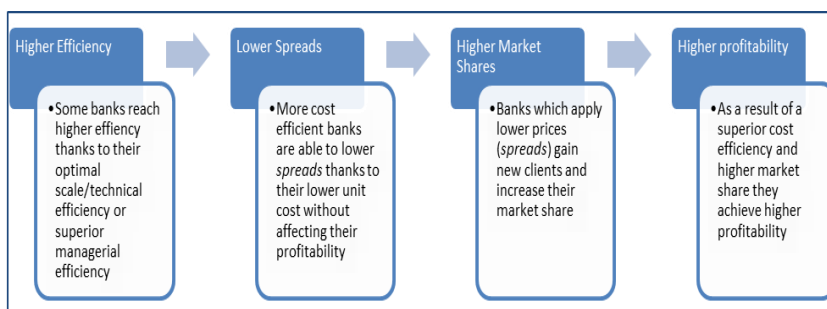 Higher Efficiency
•Some banks reach
higher effiency
thanks to their
optimal
scale/technical
efficiency or
superior
managerial
efficiency
Lower Spreads
•More cost
efficient banks
are able to lower
spreads thanks to
their lower unit
cost without
affecting their
profitability
Higher Market
Shares
•Banks which apply
lower prices
(spreads) gain
new clients and
increase their
market share
Higher profitability
•As a result of a
superior cost
efficiency and
higher market
share they
achieve higher
profitability